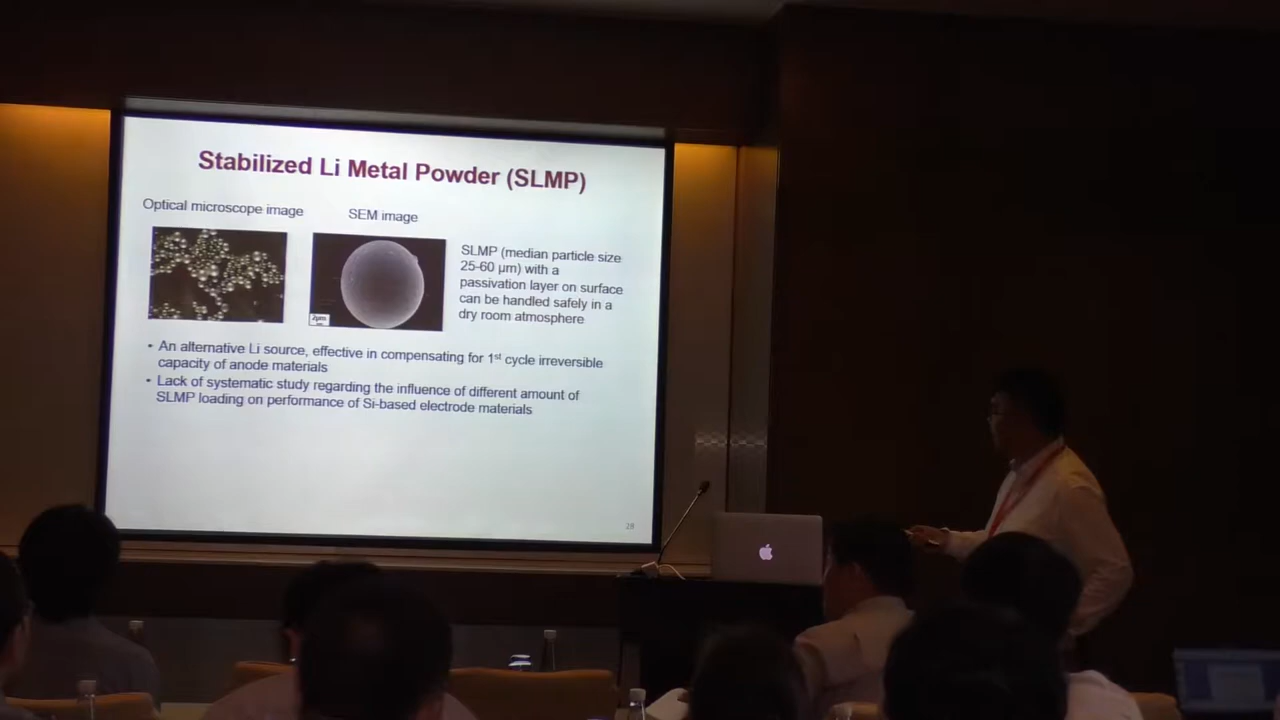 Stabilized Li Metal Powder (SLMP)
Optical microscope image
SEM image
SLMP (median particle size
25-60 µm) with a
passivation layer on surface
can be handled safely in a
dry room atmosphere
2µm
• An alternative Li source, effective in compensating for 1st cycle irreversible
capacity of anode materials
• Lack of systematic study regarding the influence of different amount of
SLMP loading on performance of Si-based electrode materials
28